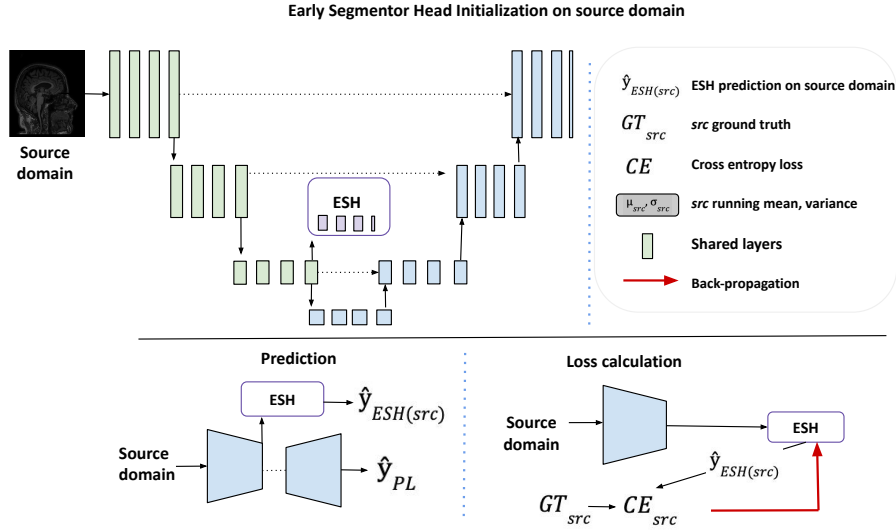 Early Segmentor Head Initialization on source domain
Source
domain
ESH
ŷ_ESH(src) ESH prediction on source domain
GT_src src ground truth
CE Cross entropy loss
μ_src, σ_src src running mean, variance
Shared layers
Back-propagation
Prediction
ESH
ŷ_ESH(src)
Source
domain
ŷ_PL
Loss calculation
Source
domain
ESH
ŷ_ESH(src)
GT_src CE_src